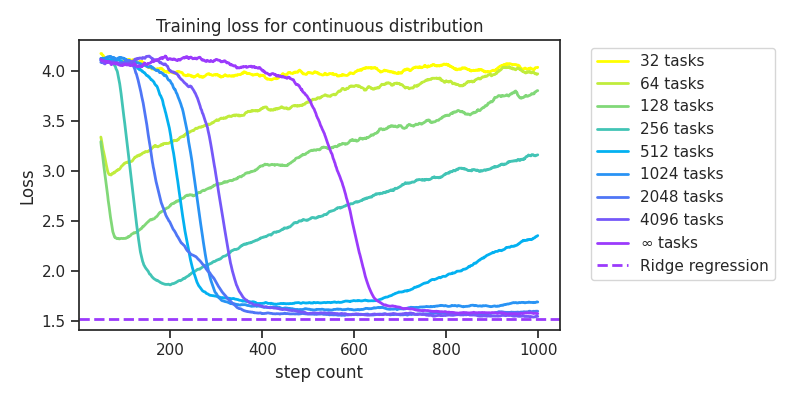 Training loss for continuous distribution
Loss
4.0
3.5
3.0
2.5
2.0
1.5
200
400
600
800
1000
step count
32 tasks
64 tasks
128 tasks
256 tasks
512 tasks
1024 tasks
2048 tasks
4096 tasks
∞ tasks
Ridge regression